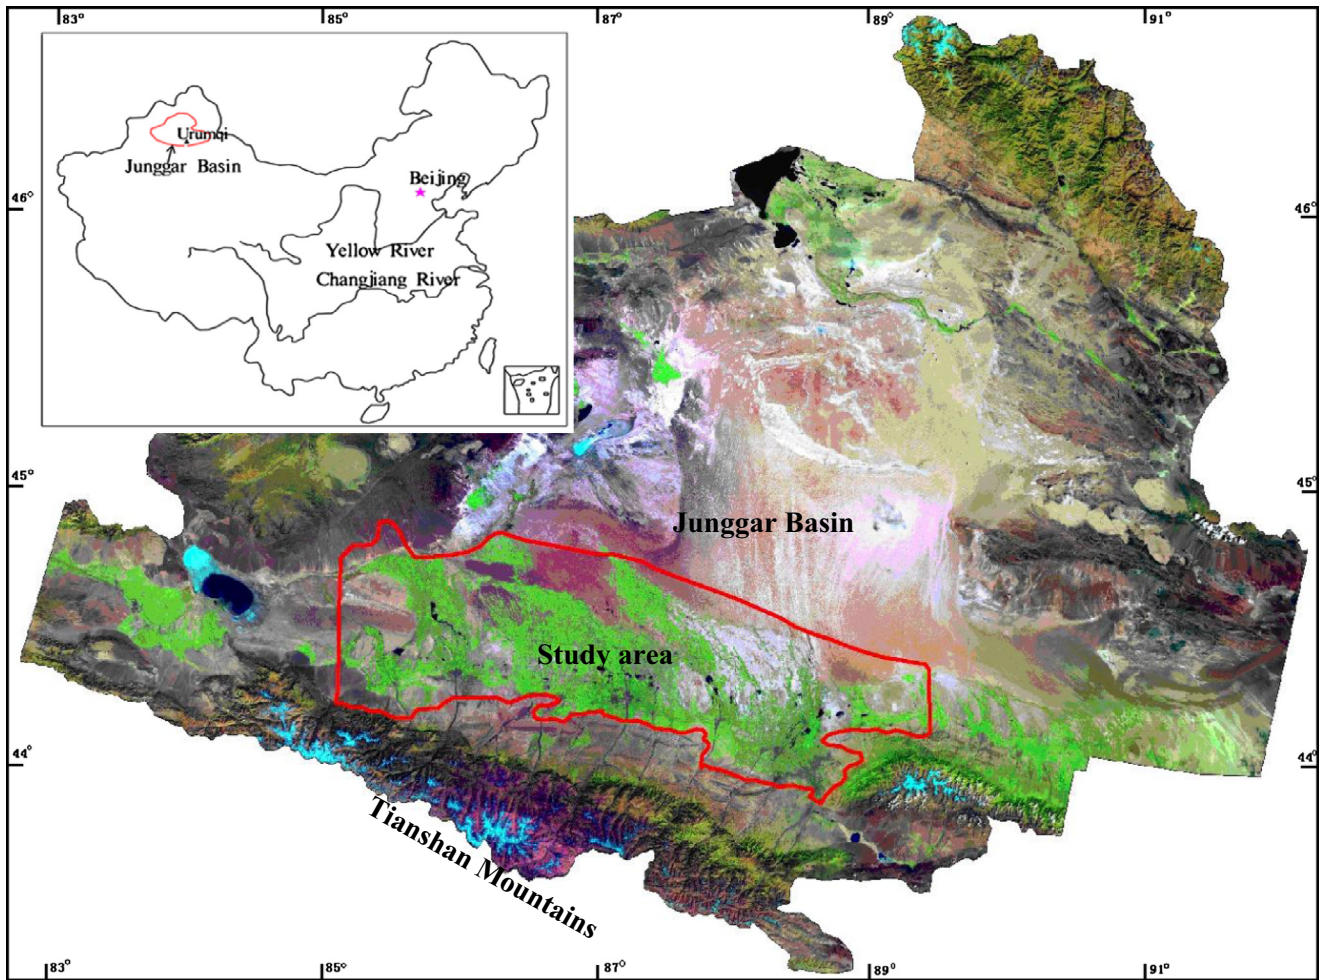 83°
85°
87°
89°
91°
Urumqi
Junggar Basin
Beijing
Yellow River
Changjiang River
46°
46°
45°
45°
Junggar Basin
Study area
44°
44°
Tianshan Mountains
83°
85°
87°
89°
91°